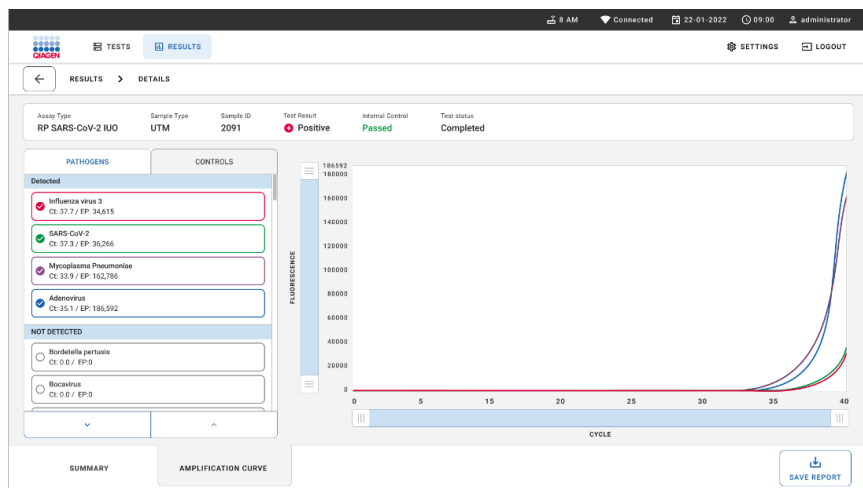 8 AM Connected 22-01-2022 09:00 administrator
QIAGEN TESTS RESULTS SETTINGS LOGOUT
RESULTS > DETAILS
Assay Type Sample Type Sample ID Test Result Internal Control Test status
RP SARS-CoV-2 IUO UTM 2091 Positive Passed Completed
PATHOGENS CONTROLS
Detected
Influenza virus 3
Ct: 37.7 / EP: 34,615
SARS-CoV-2
Ct: 37.3 / EP: 36,266
Mycoplasma Pneumoniae
Ct: 33.9 / EP: 162,786
Adenovirus
Ct: 35.1 / EP: 186,592
NOT DETECTED
Bordetella pertusis
Ct: 0.0 / EP:0
Bocavirus
Ct: 0.0 / EP:0
FLUORESCENCE
186592
180000
160000
140000
120000
100000
80000
60000
40000
20000
0
0 5 15 20 25 30 35 40
CYCLE
SUMMARY AMPLIFICATION CURVE SAVE REPORT